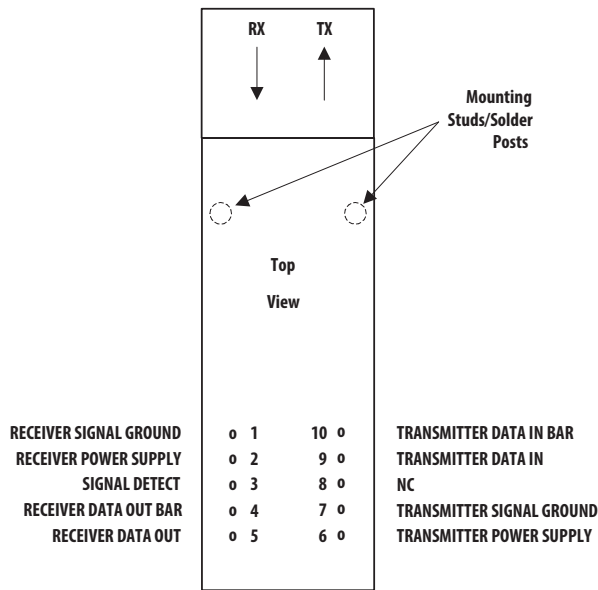 RX TX
Mounting
Studs/Solder
Posts
Top
View
RECEIVER SIGNAL GROUND o 1 10 o TRANSMITTER DATA IN BAR
RECEIVER POWER SUPPLY o 2 9 o TRANSMITTER DATA IN
SIGNAL DETECT o 3 8 o NC
RECEIVER DATA OUT BAR o 4 7 o TRANSMITTER SIGNAL GROUND
RECEIVER DATA OUT o 5 6 o TRANSMITTER POWER SUPPLY